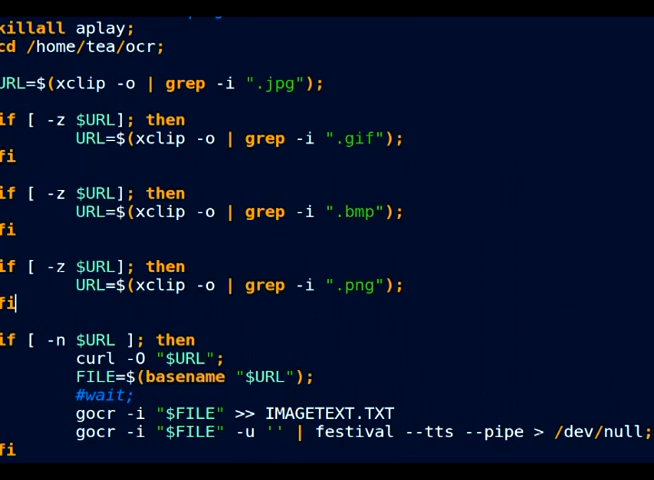 killall aplay;
cd /home/tea/ocr;
URL=$(xclip -o | grep -i ".jpg");
if [ -z $URL]; then
URL=$(xclip -o | grep -i ".gif");
fi
if [ -z $URL]; then
URL=$(xclip -o | grep -i ".bmp");
fi
if [ -z $URL]; then
URL=$(xclip -o | grep -i ".png");
fi
if [ -n $URL ]; then
curl -O "$URL";
FILE=$(basename "$URL");
#wait;
gocr -i "$FILE" >> IMAGETEXT.TXT
gocr -i "$FILE" -u '' | festival --tts --pipe > /dev/null;
fi